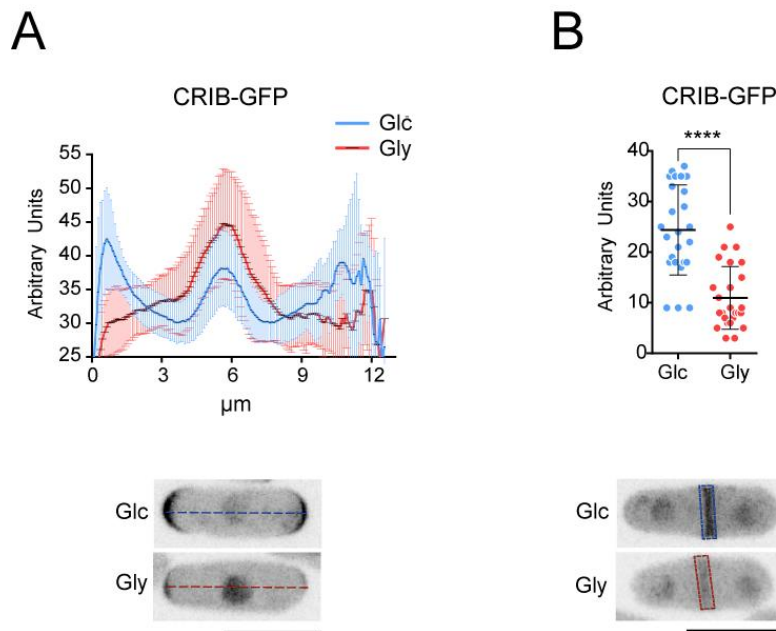 A
CRIB-GFP
Glc
Gly
Arbitrary Units
55
50
45
40
35
30
25
0
3
6
9
12
µm
Glc
Gly
B
CRIB-GFP
****
Arbitrary Units
40
30
20
10
0
Glc
Gly
Glc
Gly